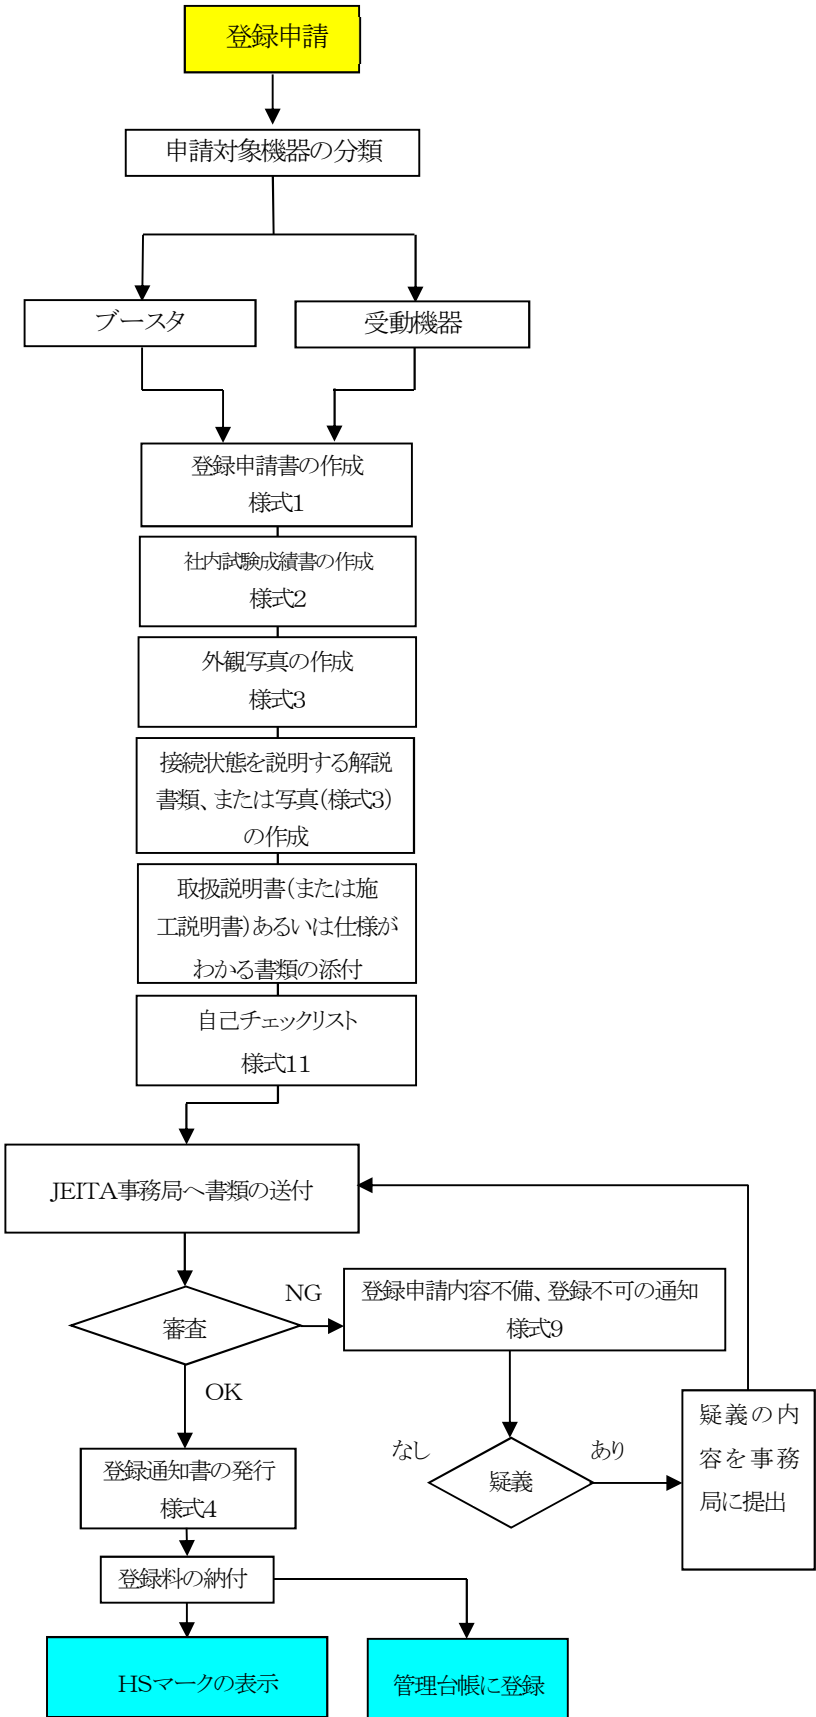 登録申請
申請対象機器の分類
ブースタ
受動機器
登録申請書の作成
様式1
社内試験成績書の作成
様式2
外観写真の作成
様式3
接続状態を説明する解説
書類、または写真(様式3)
の作成
取扱説明書(または施
工説明書)あるいは仕様が
わかる書類の添付
自己チェックリスト
様式11
JEITA事務局へ書類の送付
審査
NG
登録申請内容不備、登録不可の通知
様式9
OK
なし
疑義
あり
疑義の内
容を事務
局に提出
登録通知書の発行
様式4
登録料の納付
HSマークの表示
管理台帳に登録